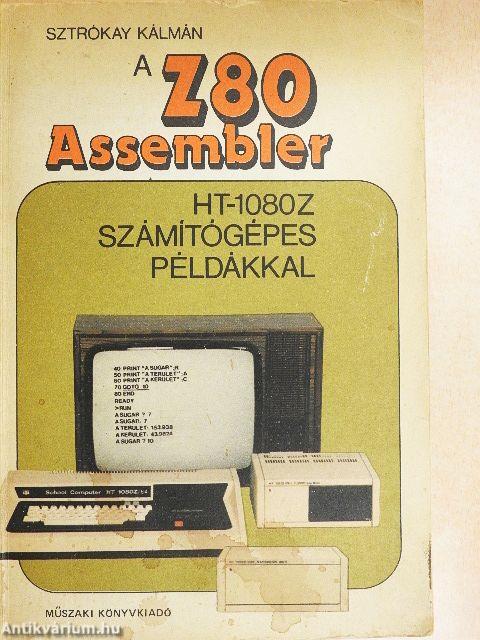 SZTRÓKAY KÁLMÁN
A
Z80
Assembler
HT-1080Z
SZÁMÍTÓGÉPES
PÉLDÁKKAL
40 PRINT "A SUGAR";R
50 PRINT "A TERULET";A
60 PRINT "A KERULET";C
70 GOTO 10
80 END
READY
>RUN
A SUGAR ? 7
A SUGAR: 7
A TERULET: 153.938
A KERULET: 43.9824
A SUGAR ? 10
School Computer HT 1080Z/64
MŰSZAKI KÖNYVKIADÓ
Antikvárium.hu